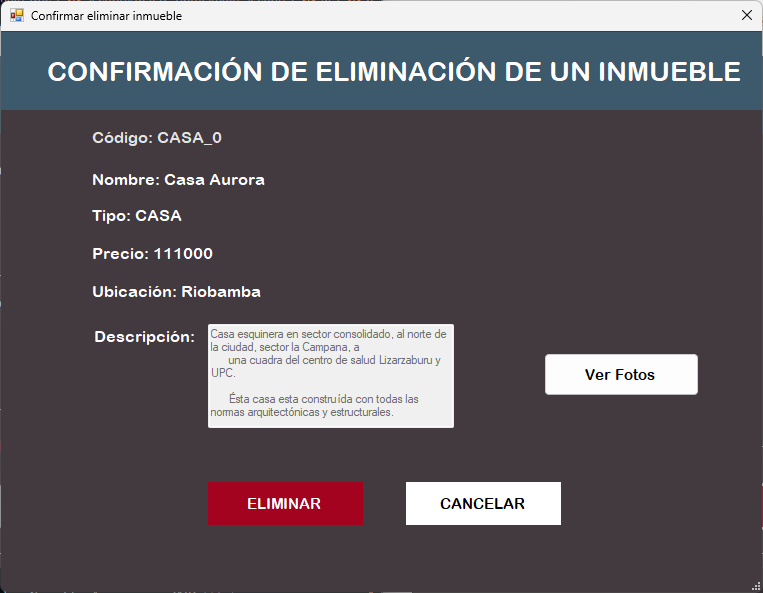 Confirmar eliminar inmueble
CONFIRMACIÓN DE ELIMINACIÓN DE UN INMUEBLE
Código: CASA_0
Nombre: Casa Aurora
Tipo: CASA
Precio: 111000
Ubicación: Riobamba
Descripción:
Casa esquinera en sector consolidado, al norte de
la ciudad, sector la Campana, a
una cuadra del centro de salud Lizarzaburu y
UPC.
Ésta casa esta construída con todas las
normas arquitectónicas y estructurales.
Ver Fotos
ELIMINAR
CANCELAR